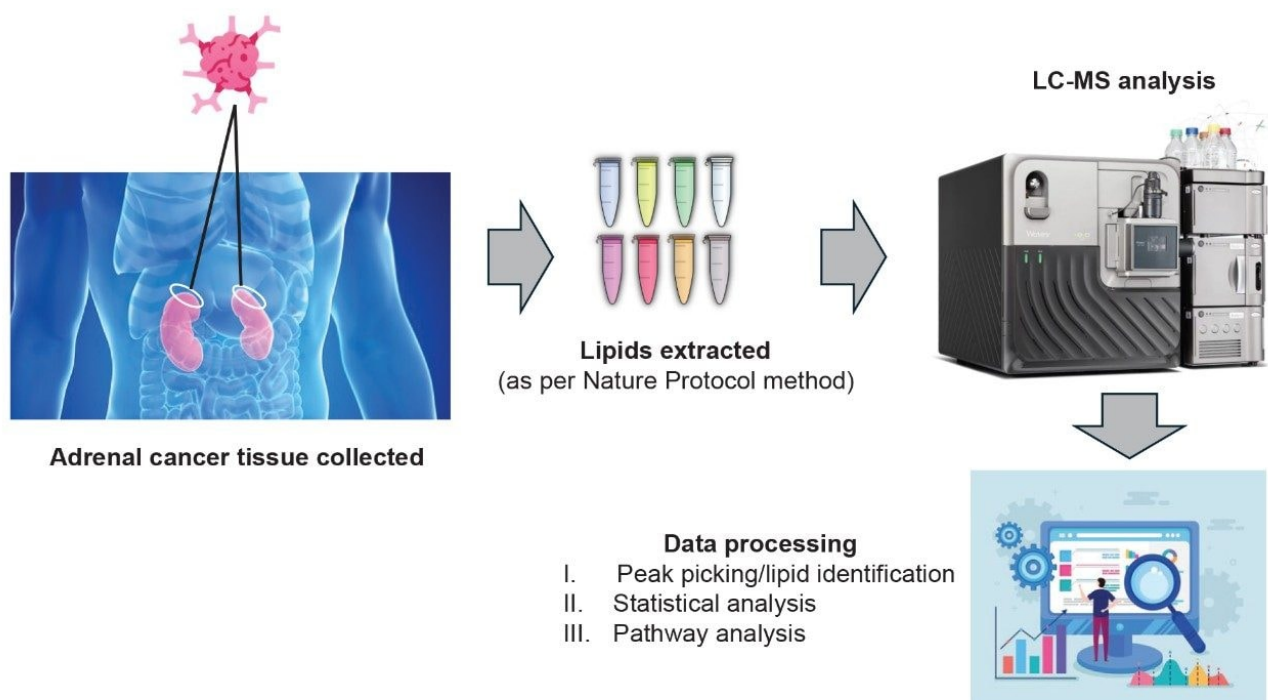 LC-MS analysis
Lipids extracted
(as per Nature Protocol method)
Adrenal cancer tissue collected
Data processing
I. Peak picking/lipid identification
II. Statistical analysis
III. Pathway analysis